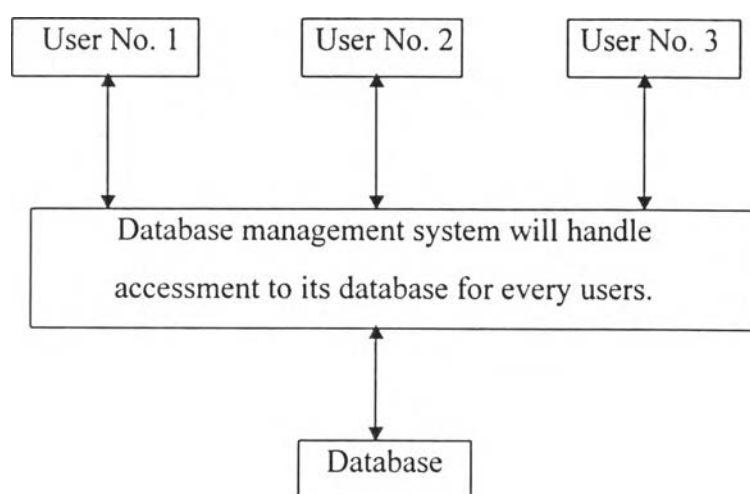 User No. 1
User No. 2
User No. 3
Database management system will handle
accessment to its database for every users.
Database